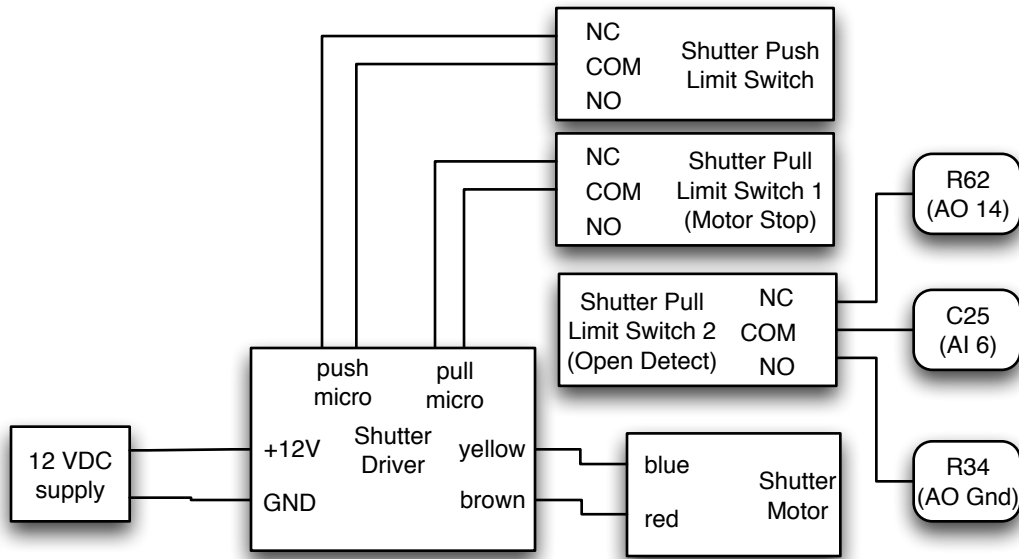 NC
COM
NO
Shutter Push
Limit Switch
NC
COM
NO
Shutter Pull
Limit Switch 1
(Motor Stop)
Shutter Pull
Limit Switch 2
(Open Detect)
NC
COM
NO
R62
(AO 14)
C25
(AI 6)
R34
(AO Gnd)
push
micro
pull
micro
+12V
GND
Shutter
Driver
yellow
brown
12 VDC
supply
blue
red
Shutter
Motor